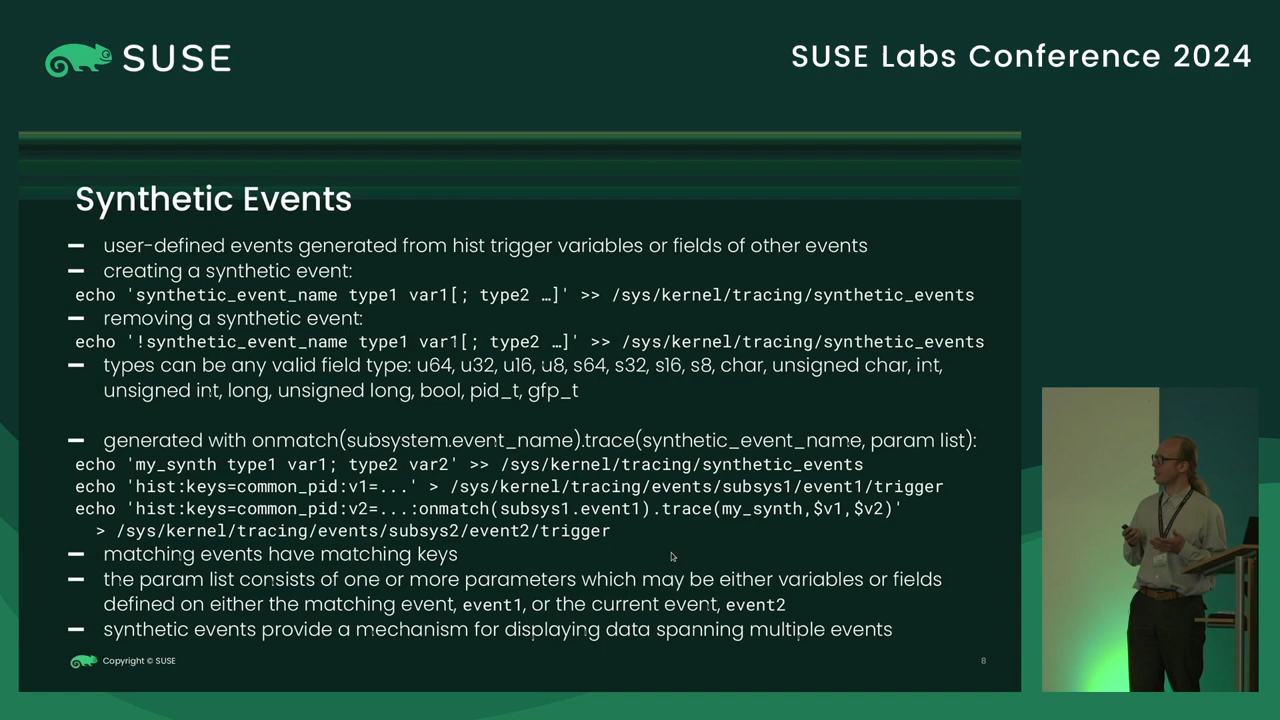 SUSE
SUSE Labs Conference 2024
Synthetic Events
— user-defined events generated from hist trigger variables or fields of other events
— creating a synthetic event:
echo 'synthetic_event_name type1 var1[; type2 …]' >> /sys/kernel/tracing/synthetic_events
— removing a synthetic event:
echo '!synthetic_event_name type1 var1[; type2 …]' >> /sys/kernel/tracing/synthetic_events
— types can be any valid field type: u64, u32, u16, u8, s64, s32, s16, s8, char, unsigned char, int,
unsigned int, long, unsigned long, bool, pid_t, gfp_t
— generated with onmatch(subsystem.event_name).trace(synthetic_event_name, param list):
echo 'my_synth type1 var1; type2 var2' >> /sys/kernel/tracing/synthetic_events
echo 'hist:keys=common_pid:v1=...' > /sys/kernel/tracing/events/subsys1/event1/trigger
echo 'hist:keys=common_pid:v2=...:onmatch(subsys1.event1).trace(my_synth,$v1,$v2)'
> /sys/kernel/tracing/events/subsys2/event2/trigger
— matching events have matching keys
— the param list consists of one or more parameters which may be either variables or fields
defined on either the matching event, event1, or the current event, event2
— synthetic events provide a mechanism for displaying data spanning multiple events
Copyright © SUSE
8